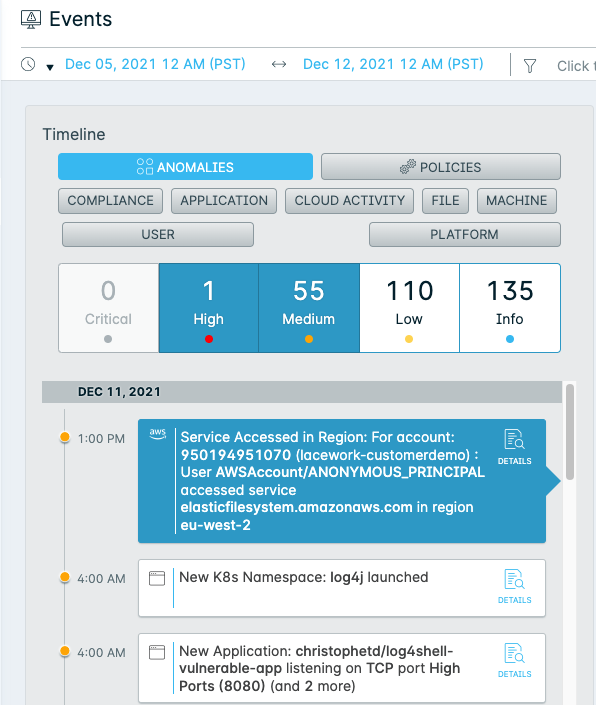 Events
Dec 05, 2021 12 AM (PST) ↔ Dec 12, 2021 12 AM (PST) Click t
Timeline
ANOMALIES POLICIES
COMPLIANCE APPLICATION CLOUD ACTIVITY FILE MACHINE
USER PLATFORM
0 1 55 110 135
Critical High Medium Low Info
DEC 11, 2021
1:00 PM
aws
Service Accessed in Region: For account:
950194951070 (lacework-customerdemo) :
User AWSAccount/ANONYMOUS_PRINCIPAL
accessed service
elasticfilesystem.amazonaws.com in region
eu-west-2
DETAILS
4:00 AM
New K8s Namespace: log4j launched
DETAILS
4:00 AM
New Application: christophetd/log4shell-
vulnerable-app listening on TCP port High
Ports (8080) (and 2 more)
DETAILS